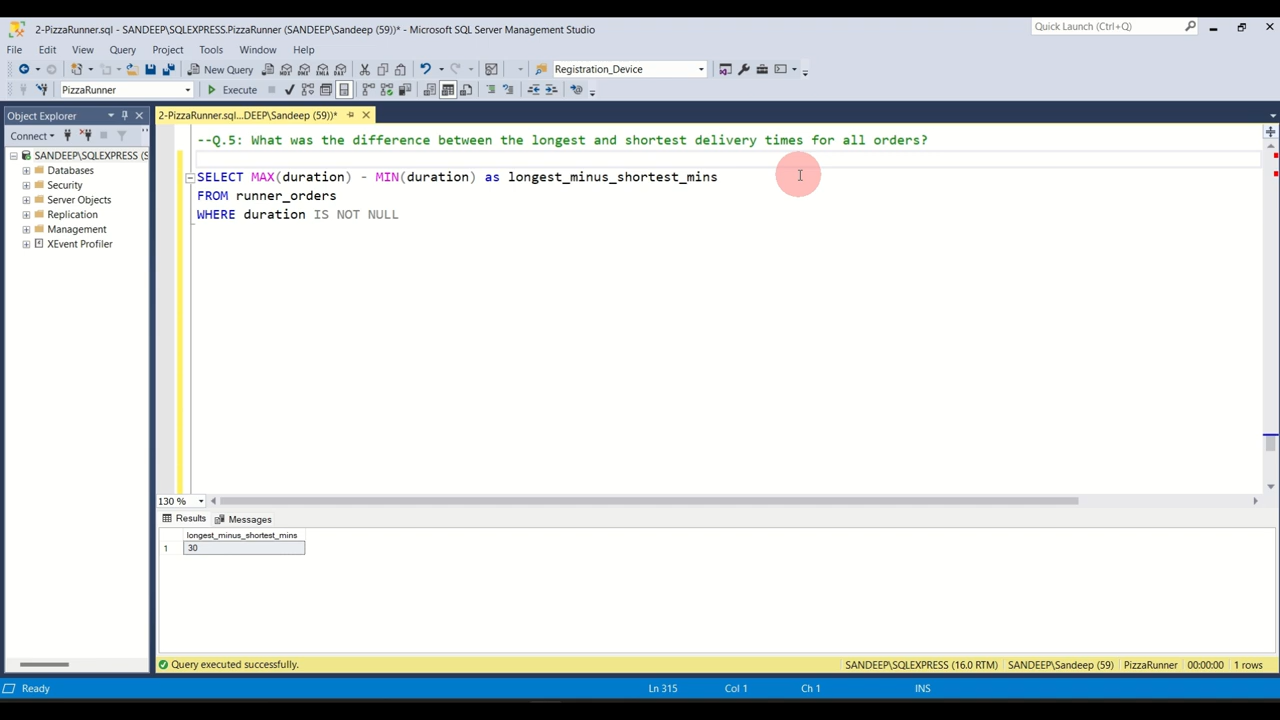 2-PizzaRunner.sql - SANDEEP\SQLEXPRESS.PizzaRunner (SANDEEP\Sandeep (59))* - Microsoft SQL Server Management Studio
Quick Launch (Ctrl+Q)
File Edit View Query Project Tools Window Help
New Query
Registration_Device
PizzaRunner
Execute
Object Explorer
2-PizzaRunner.sql...DEEP\Sandeep (59))*
Connect
SANDEEP\SQLEXPRESS (S
Databases
Security
Server Objects
Replication
Management
XEvent Profiler
--Q.5: What was the difference between the longest and shortest delivery times for all orders?
SELECT MAX(duration) - MIN(duration) as longest_minus_shortest_mins
FROM runner_orders
WHERE duration IS NOT NULL
130 %
Results Messages
longest_minus_shortest_mins
1 30
Query executed successfully.
SANDEEP\SQLEXPRESS (16.0 RTM) SANDEEP\Sandeep (59) PizzaRunner 00:00:00 1 rows
Ready
Ln 315 Col 1 Ch 1 INS